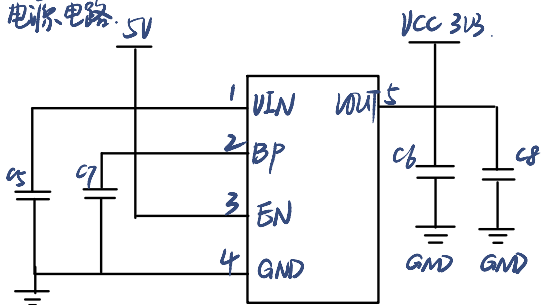 电源电路.
5V
VCC 3V3.
1 VIN
VOUT 5
2 BP
C5
C7
C6
C8
3 EN
4 GND
GND
GND